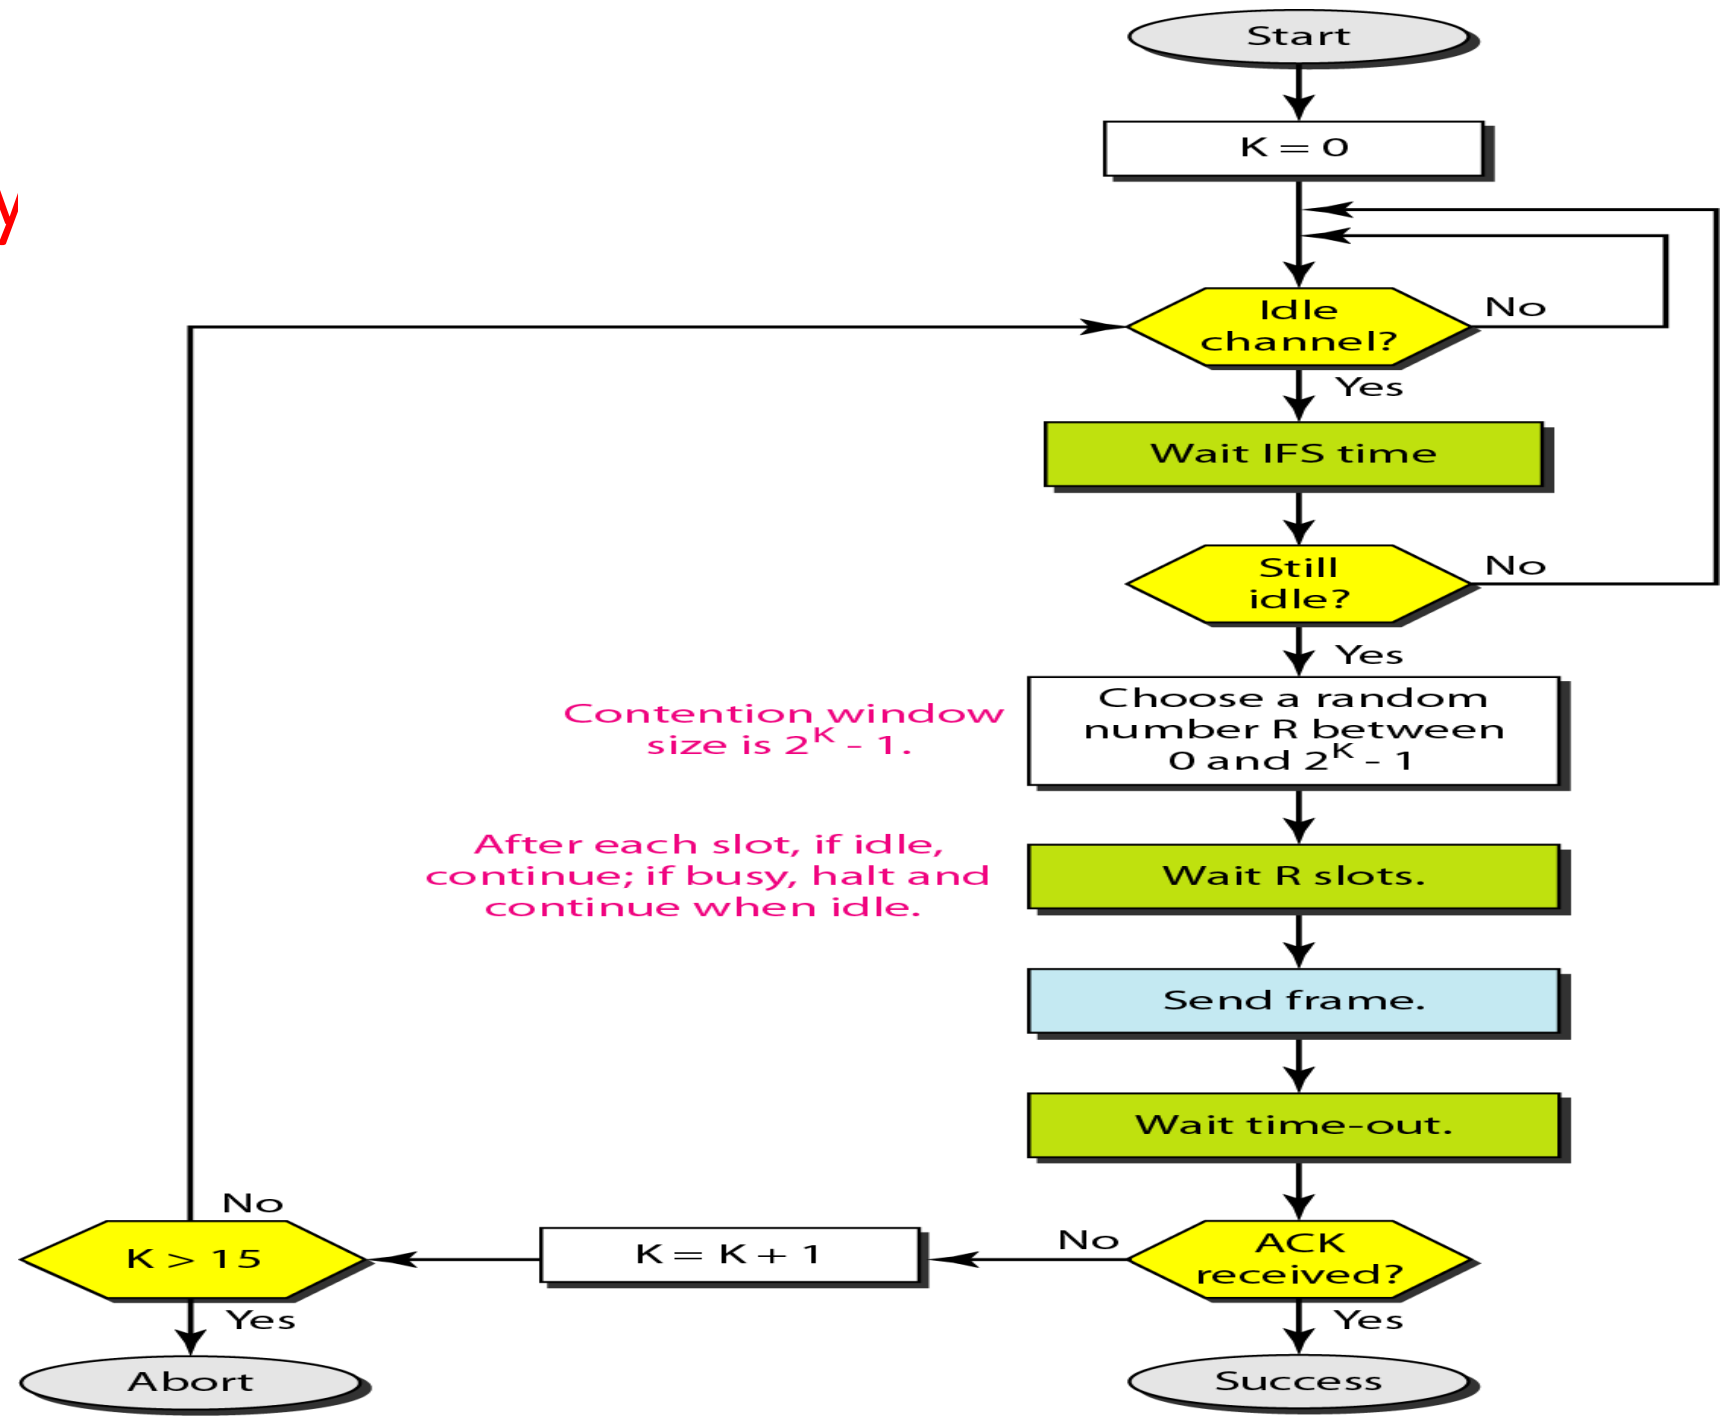 Start
K = 0
y
Idle
channel?
No
Yes
Wait IFS time
Still
idle?
No
Yes
Choose a random
number R between
0 and 2^K - 1
Contention window
size is 2^K - 1.
After each slot, if idle,
continue; if busy, halt and
continue when idle.
Wait R slots.
Send frame.
Wait time-out.
ACK
received?
No
Yes
K = K + 1
K > 15
No
Yes
Abort
Success